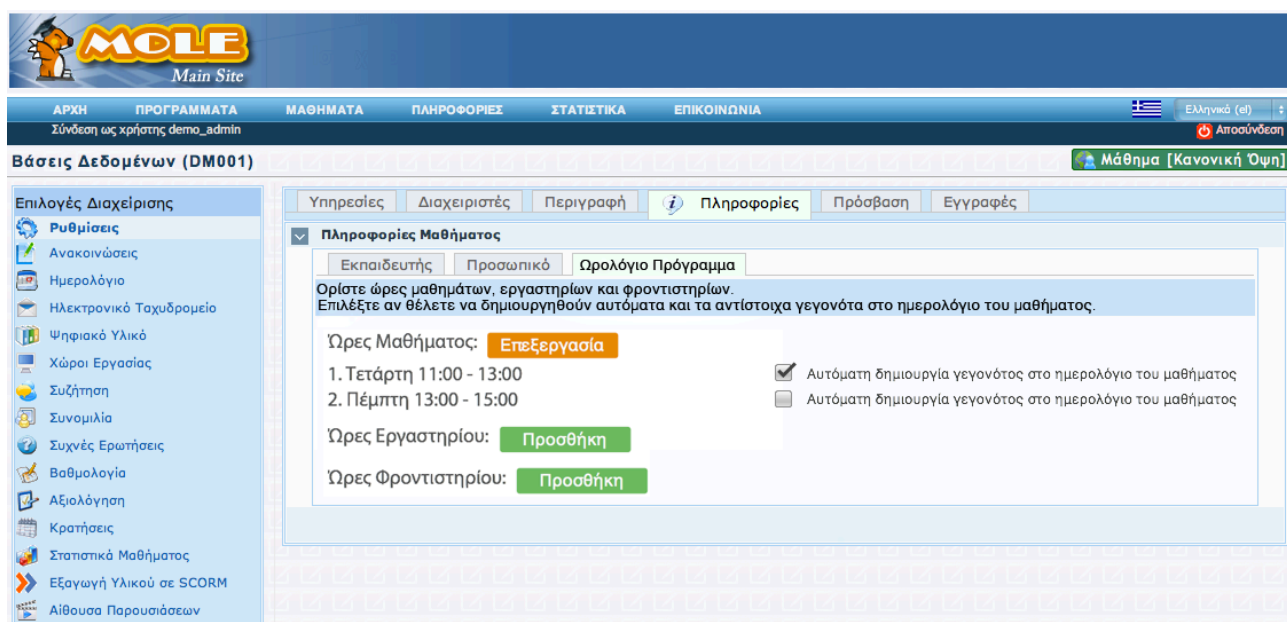 MOLE
Main Site
ΑΡΧΗ ΠΡΟΓΡΑΜΜΑΤΑ ΜΑΘΗΜΑΤΑ ΠΛΗΡΟΦΟΡΙΕΣ ΣΤΑΤΙΣΤΙΚΑ ΕΠΙΚΟΙΝΩΝΙΑ Ελληνικά (el)
Σύνδεση ως χρήστης demo_admin Αποσύνδεση
Βάσεις Δεδομένων (DM001) Μάθημα [Κανονική Όψη]
Επιλογές Διαχείρισης
Ρυθμίσεις
Ανακοινώσεις
Ημερολόγιο
Ηλεκτρονικό Ταχυδρομείο
Ψηφιακό Υλικό
Χώροι Εργασίας
Συζήτηση
Συνομιλία
Συχνές Ερωτήσεις
Βαθμολογία
Αξιολόγηση
Κρατήσεις
Στατιστικά Μαθήματος
Εξαγωγή Υλικού σε SCORM
Αίθουσα Παρουσιάσεων
Υπηρεσίες Διαχειριστές Περιγραφή Πληροφορίες Πρόσβαση Εγγραφές
Πληροφορίες Μαθήματος
Εκπαιδευτής Προσωπικό Ωρολόγιο Πρόγραμμα
Ορίστε ώρες μαθημάτων, εργαστηρίων και φροντιστηρίων.
Επιλέξτε αν θέλετε να δημιουργηθούν αυτόματα και τα αντίστοιχα γεγονότα στο ημερολόγιο του μαθήματος.
Ώρες Μαθήματος: Επεξεργασία
1. Τετάρτη 11:00 - 13:00 Αυτόματη δημιουργία γεγονότος στο ημερολόγιο του μαθήματος
2. Πέμπτη 13:00 - 15:00 Αυτόματη δημιουργία γεγονότος στο ημερολόγιο του μαθήματος
Ώρες Εργαστηρίου: Προσθήκη
Ώρες Φροντιστηρίου: Προσθήκη